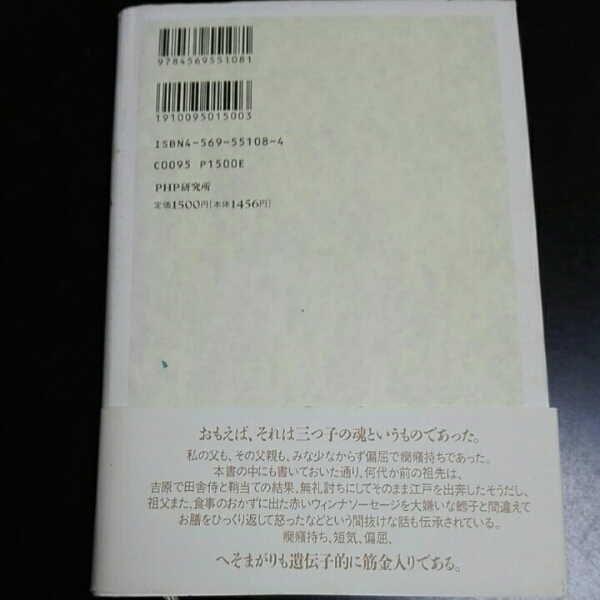 9784569551081
1910095015003
ISBN4-569-55108-4
C0095 P1500E
PHP研究所
定価1500円[本体1456円]
おもえば、それは三つ子の魂というものであった。
私の父も、その父親も、みな少なからず偏屈で癇癪持ちであった。
本書の中にも書いておいた通り、何代か前の祖先は、
吉原で田舎侍と鞘当ての結果、無礼討ちにしてそのまま江戸を出奔したそうだし、
祖父また、食事のおかずに出た赤いウィンナソーセージを大嫌いな鱈子と間違えて
お膳をひっくり返して怒ったなどという間抜けな話も伝承されている。
癇癪持ち、短気、偏屈、
へそまがりも遺伝子的に筋金入りである。